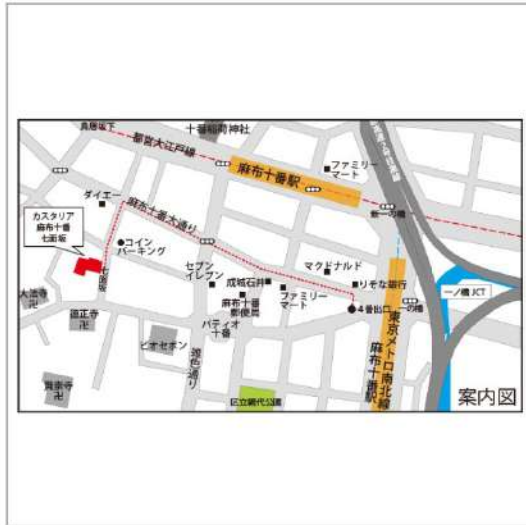 鳥居坂下
都営大江戸線
十番稲荷神社
麻布十番駅
ファミリー
マート
新一の橋
ダイエー
麻布十番大通り
カスタリア
麻布十番
七面坂
コイン
パーキング
七面坂
セブン
イレブン
成城石井
麻布十番
郵便局
ファミリー
マート
マクドナルド
りそな銀行
4番出口
一の橋
一ノ橋 JCT
大法寺
卍
卍
パティオ
十番
ピオセボン
雑色通り
賢崇寺
卍
区立網代公園
東京メトロ南北線
麻布十番駅
案内図